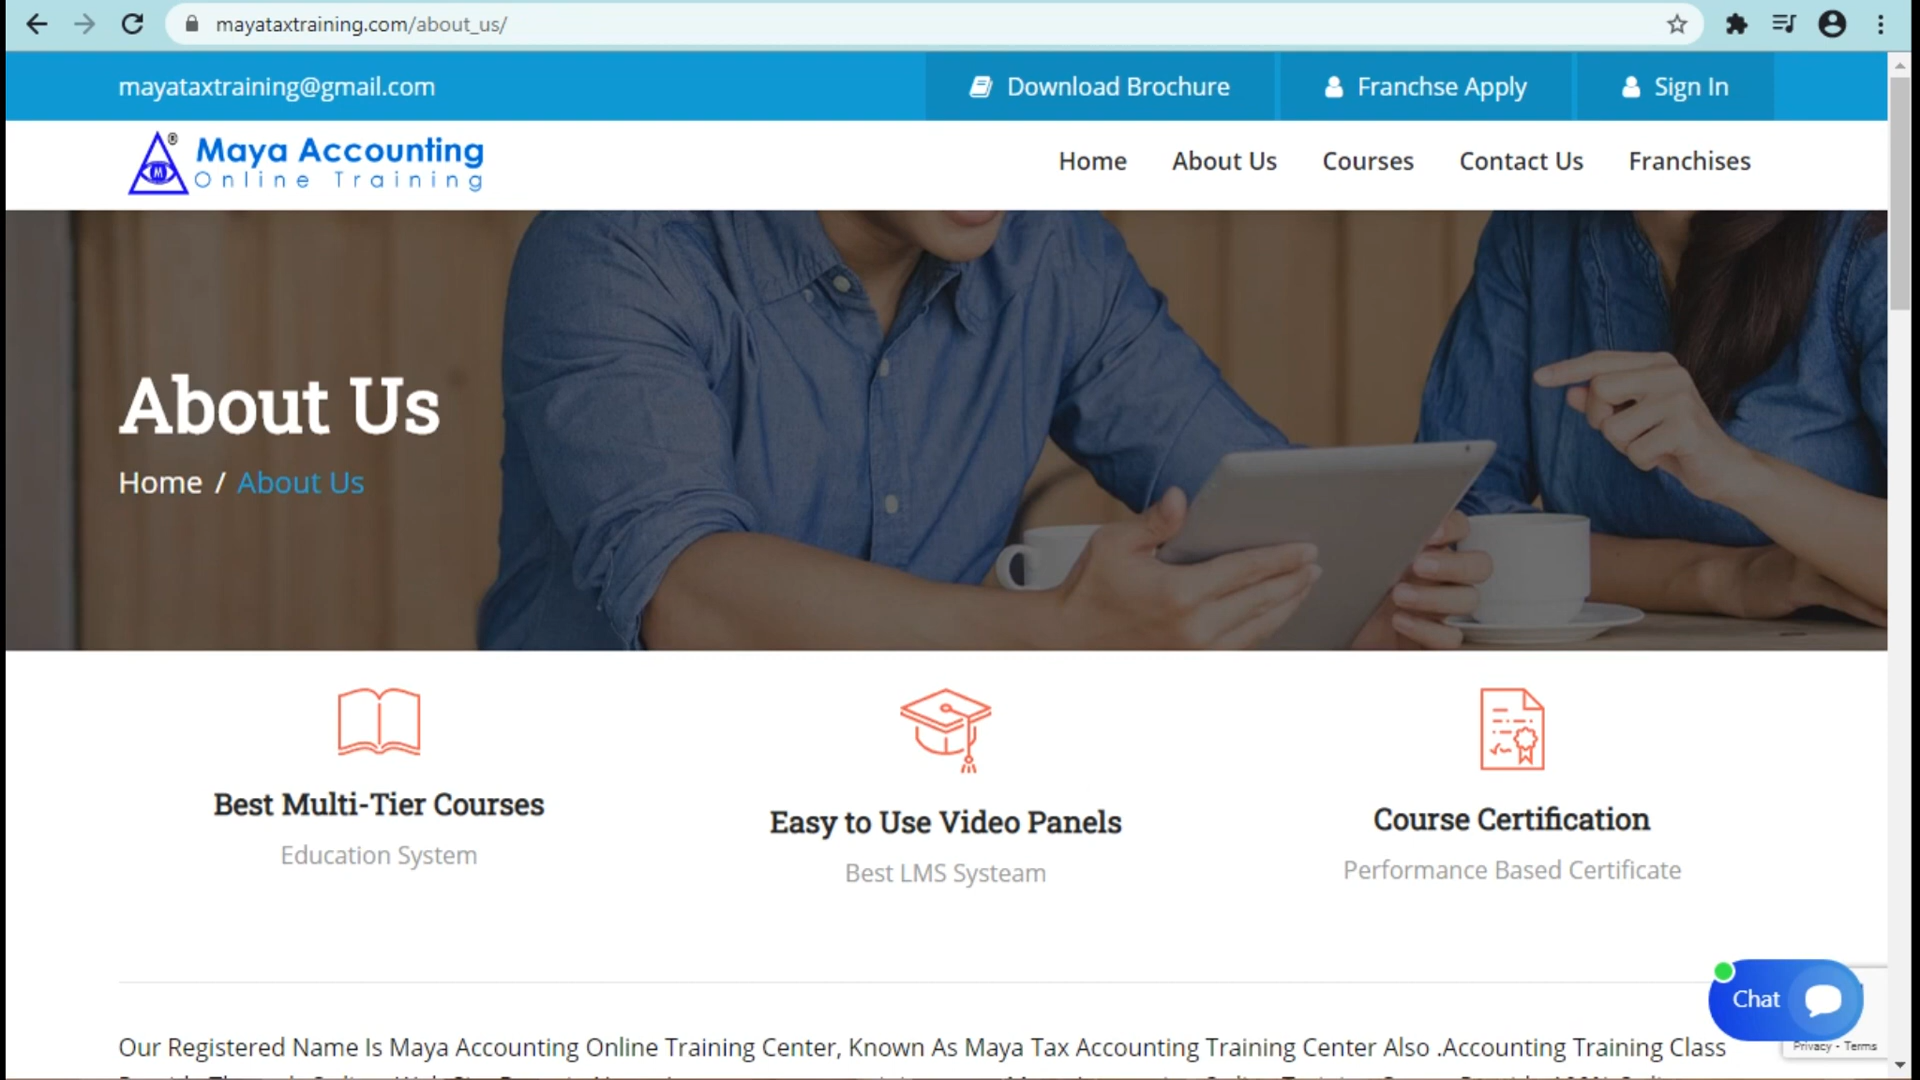 mayataxtraining.com/about_us/
mayataxtraining@gmail.com
Download Brochure
Franchse Apply
Sign In
M
®
Maya Accounting
Online Training
Home
About Us
Courses
Contact Us
Franchises
About Us
Home / About Us
Best Multi-Tier Courses
Education System
Easy to Use Video Panels
Best LMS Systeam
Course Certification
Performance Based Certificate
Chat
Privacy - Terms
Our Registered Name Is Maya Accounting Online Training Center, Known As Maya Tax Accounting Training Center Also .Accounting Training Class